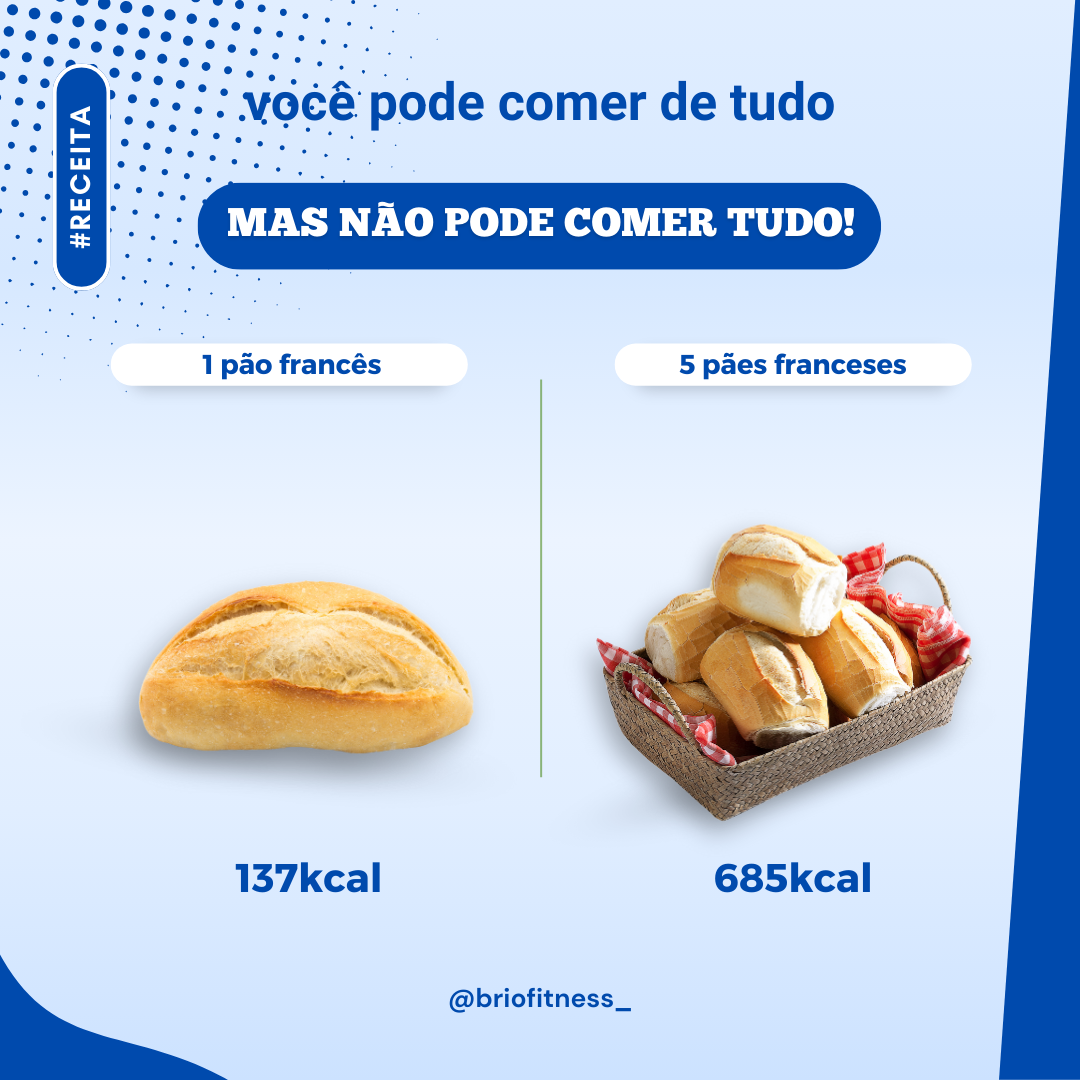 #RECEITA
você pode comer de tudo
MAS NÃO PODE COMER TUDO!
1 pão francês
5 pães franceses
137kcal
685kcal
@briofitness_